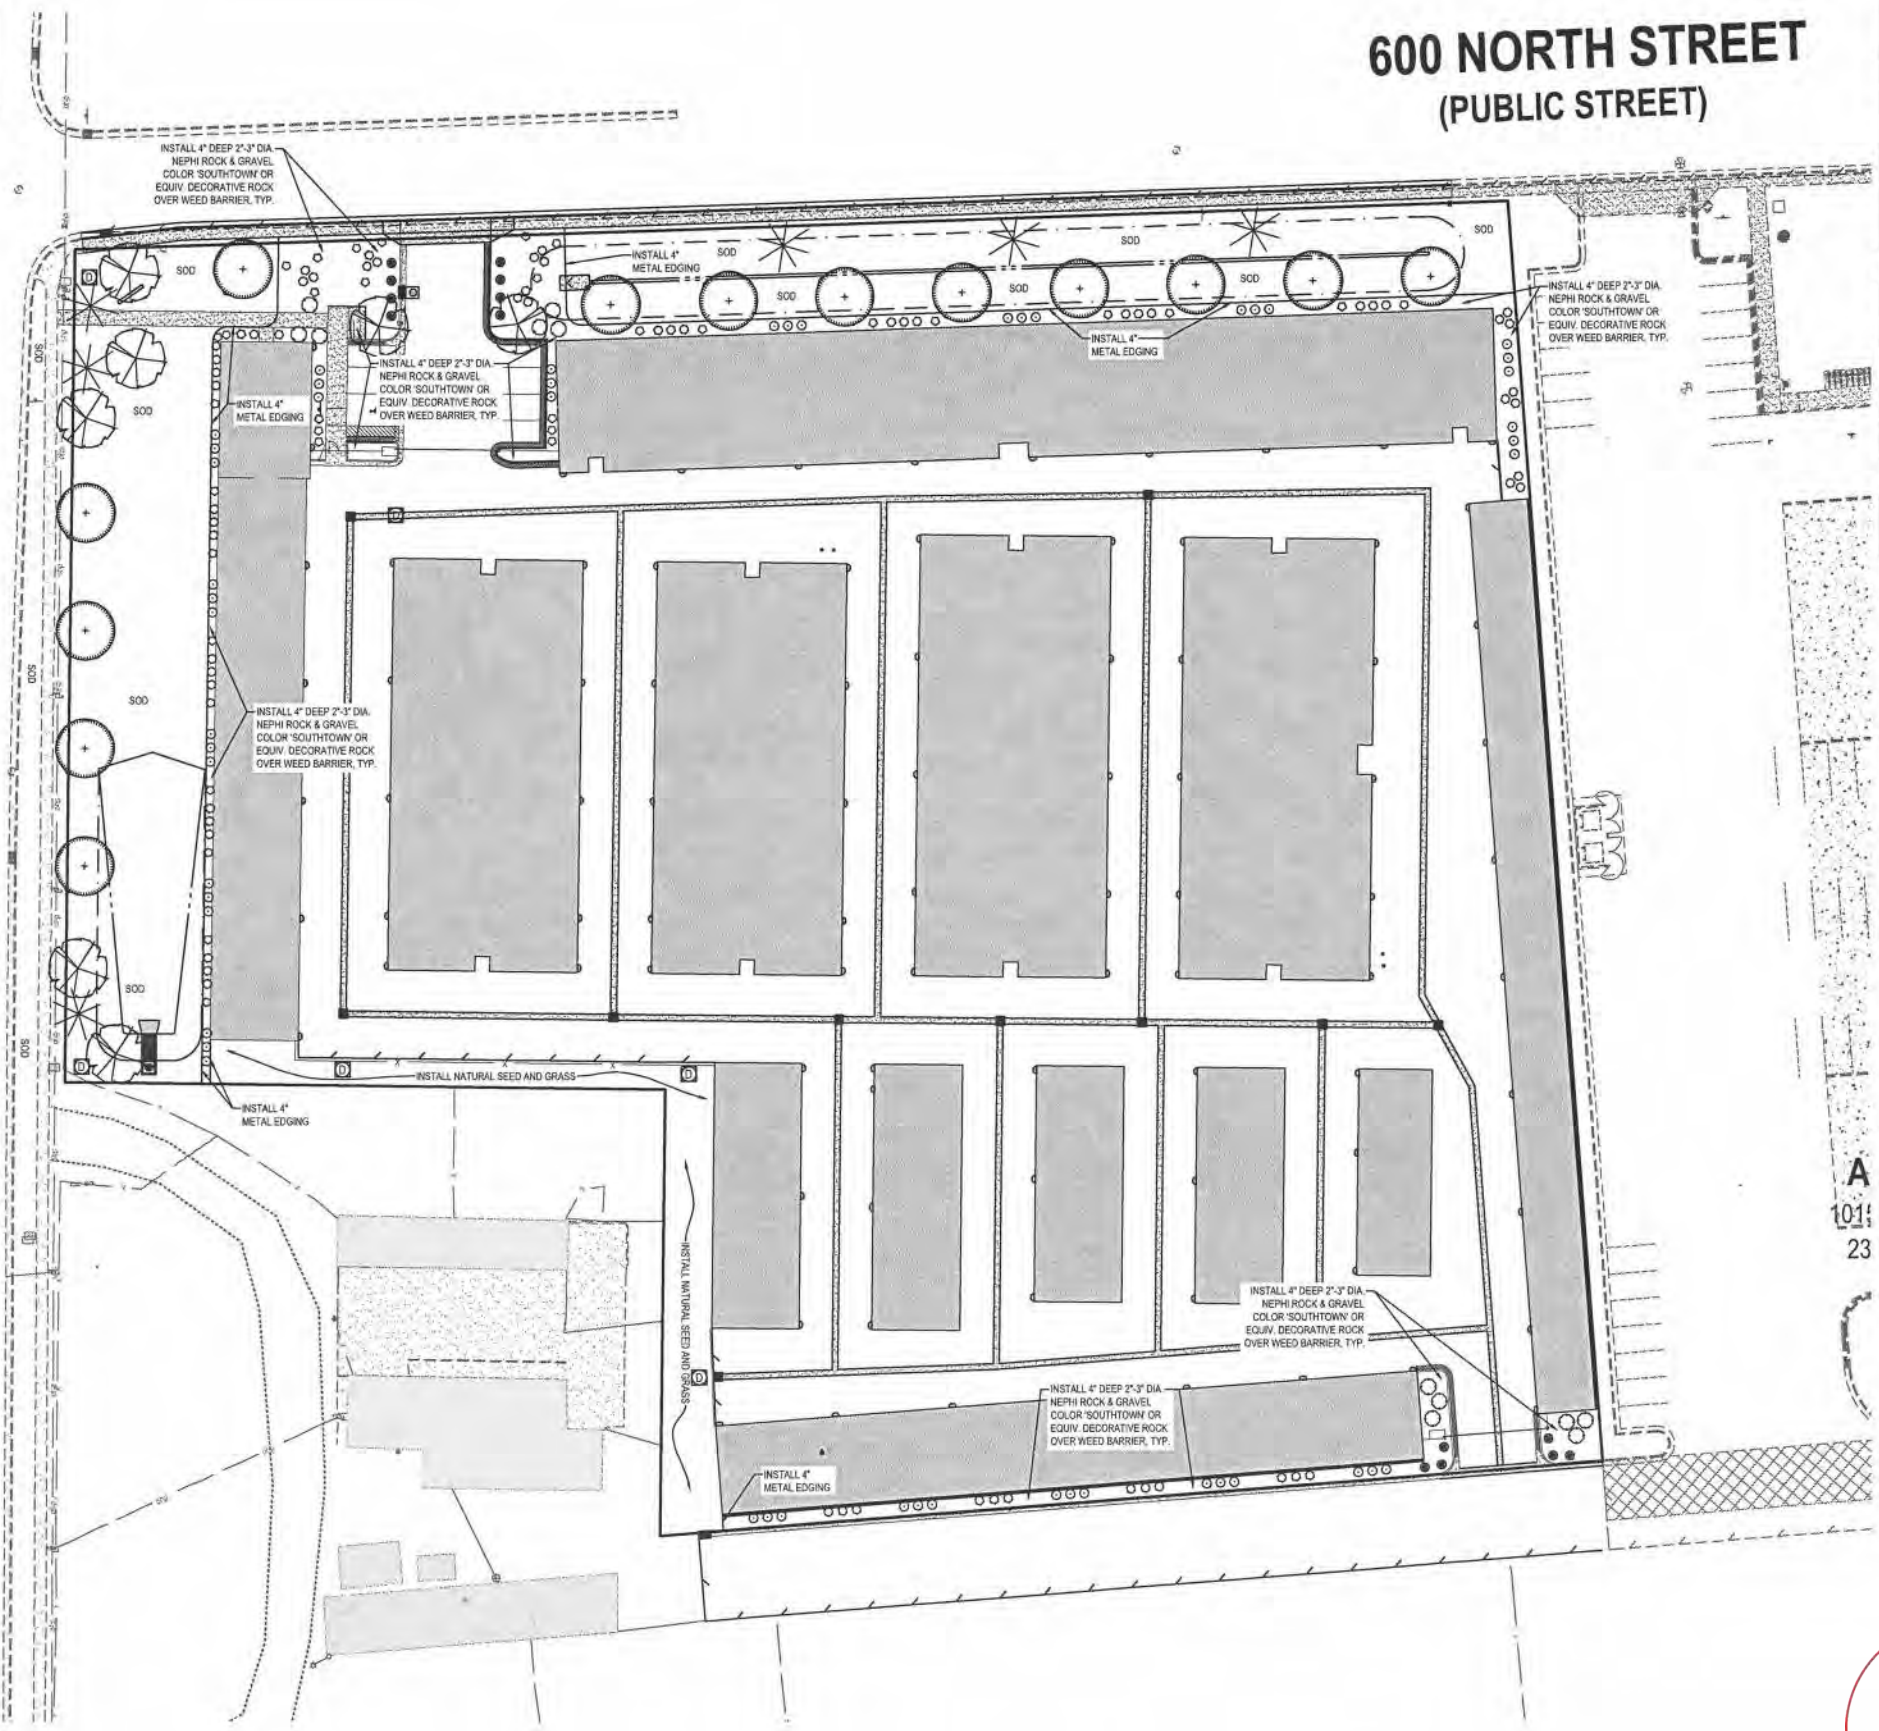 600 NORTH STREET
(PUBLIC STREET)
INSTALL 4" DEEP 2"-3" DIA.
NEPHI ROCK & GRAVEL
COLOR 'SOUTHTOWN' OR
EQUIV. DECORATIVE ROCK
OVER WEED BARRIER, TYP.
SOD
INSTALL 4"
METAL EDGING
SOD
SOD
SOD
SOD
SOD
SOD
INSTALL 4" DEEP 2"-3" DIA.
NEPHI ROCK & GRAVEL
COLOR 'SOUTHTOWN' OR
EQUIV. DECORATIVE ROCK
OVER WEED BARRIER, TYP.
INSTALL 4"
METAL EDGING
INSTALL 4" DEEP 2"-3" DIA.
NEPHI ROCK & GRAVEL
COLOR 'SOUTHTOWN' OR
EQUIV. DECORATIVE ROCK
OVER WEED BARRIER, TYP.
SOD
SOD
INSTALL 4"
METAL EDGING
D
D
D
SOD
SOD
INSTALL 4" DEEP 2"-3" DIA.
NEPHI ROCK & GRAVEL
COLOR 'SOUTHTOWN' OR
EQUIV. DECORATIVE ROCK
OVER WEED BARRIER, TYP.
SOD
SOD
D
D
D
INSTALL NATURAL SEED AND GRASS
INSTALL 4"
METAL EDGING
INSTALL NATURAL SEED AND GRASS
A
101
23
INSTALL 4" DEEP 2"-3" DIA.
NEPHI ROCK & GRAVEL
COLOR 'SOUTHTOWN' OR
EQUIV. DECORATIVE ROCK
OVER WEED BARRIER, TYP.
D
INSTALL 4" DEEP 2"-3" DIA.
NEPHI ROCK & GRAVEL
COLOR 'SOUTHTOWN' OR
EQUIV. DECORATIVE ROCK
OVER WEED BARRIER, TYP.
INSTALL 4"
METAL EDGING